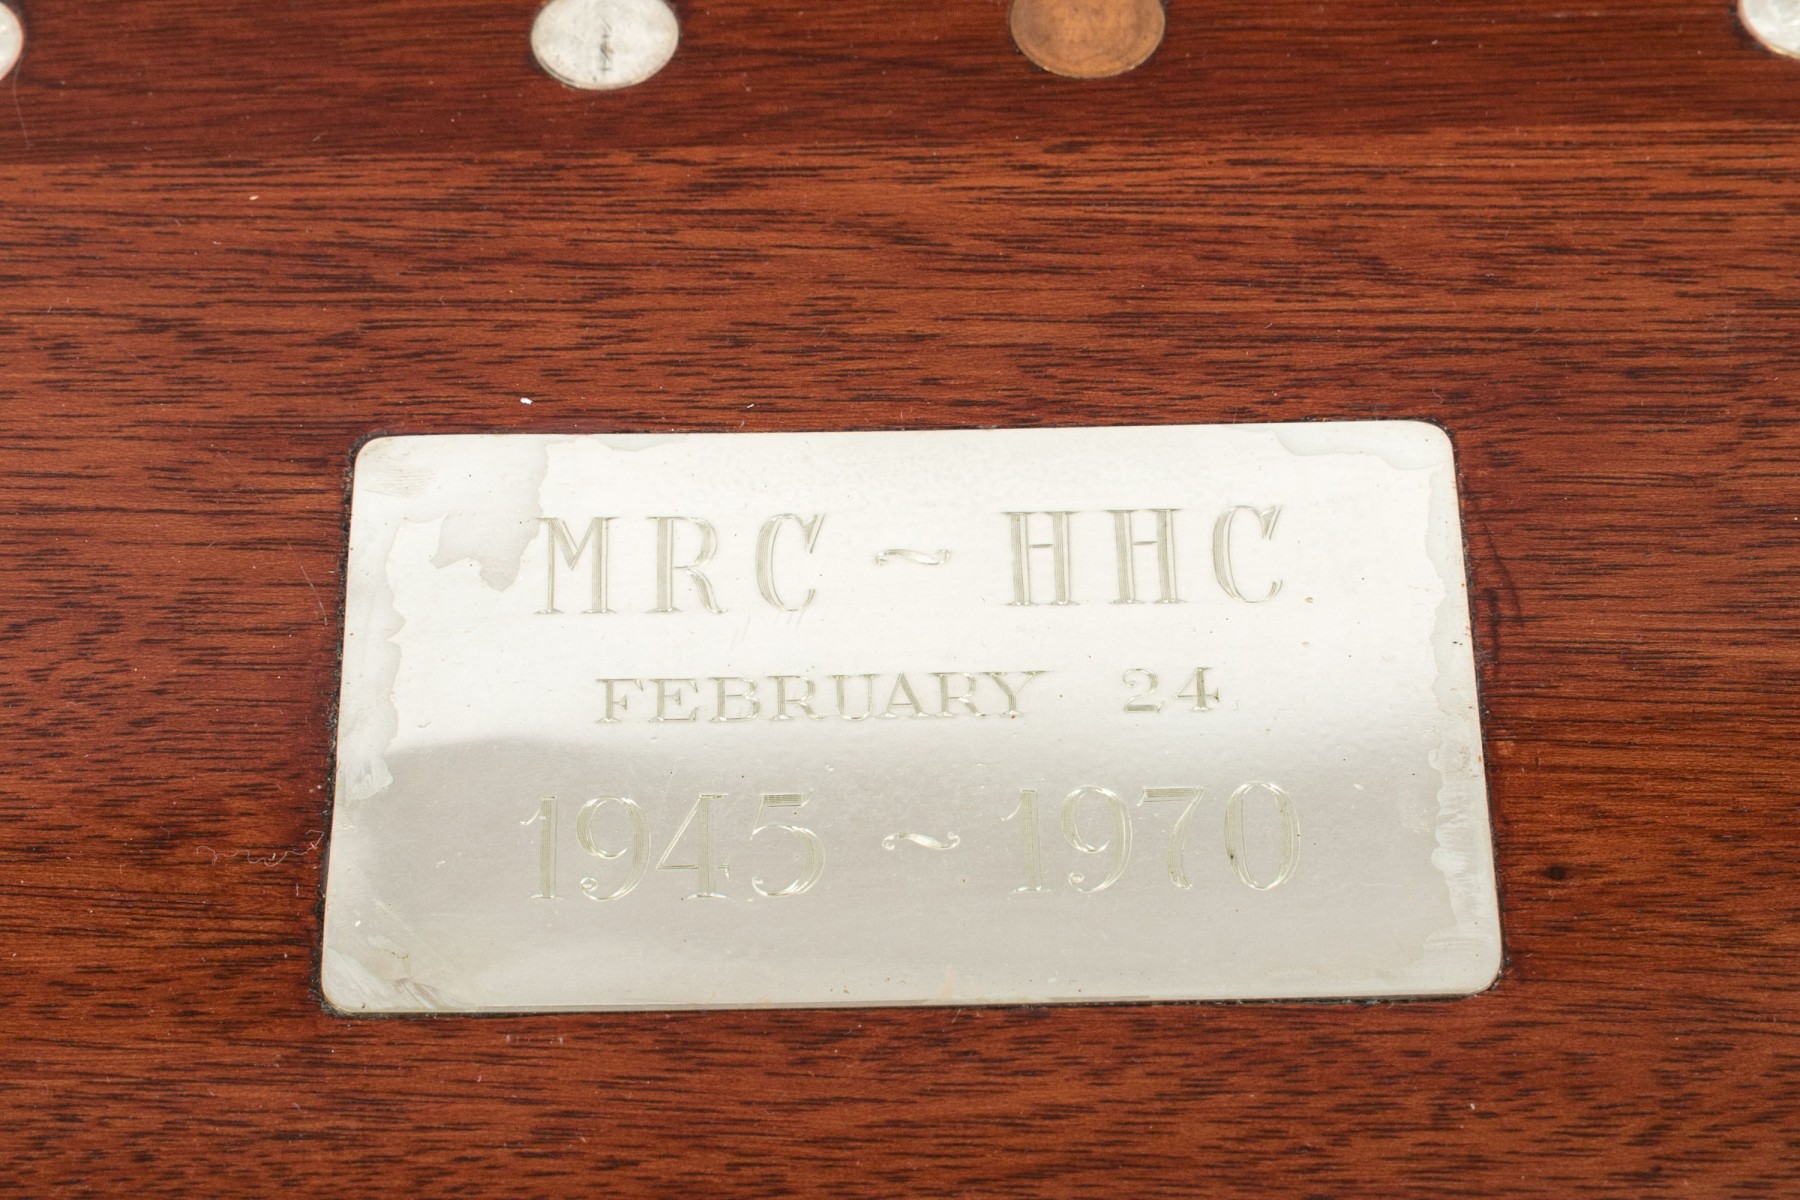 MRC ~ HHC
FEBRUARY 24
1945 ~ 1970